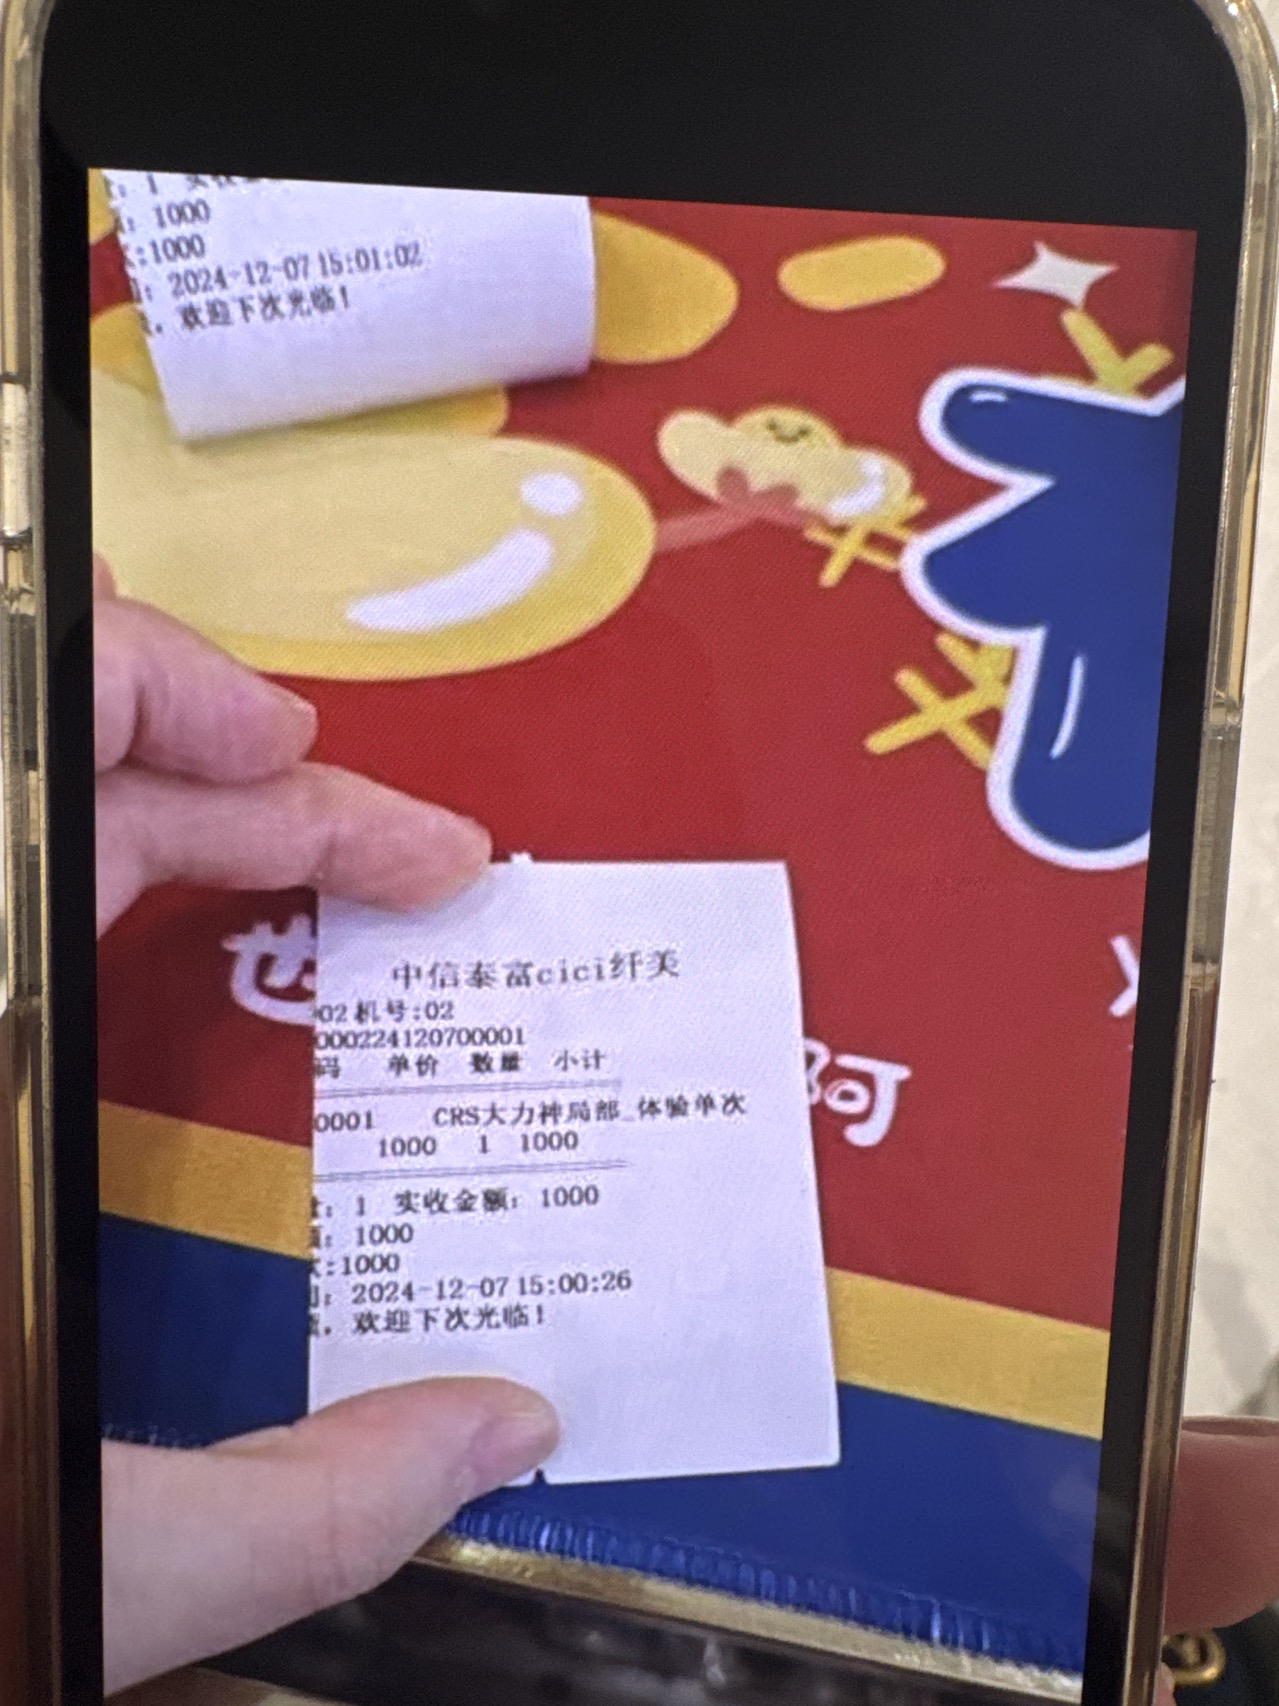 : 1 实收
: 1000
:1000
: 2024-12-07 15:01:02
. 欢迎下次光临!
世
中信泰富cici纤美
02 机号:02
000224120700001
码 单价 数量 小计
0001 CRS大力神局部_体验单次
1000 1 1000
: 1 实收金额: 1000
: 1000
:1000
: 2024-12-07 15:00:26
. 欢迎下次光临!